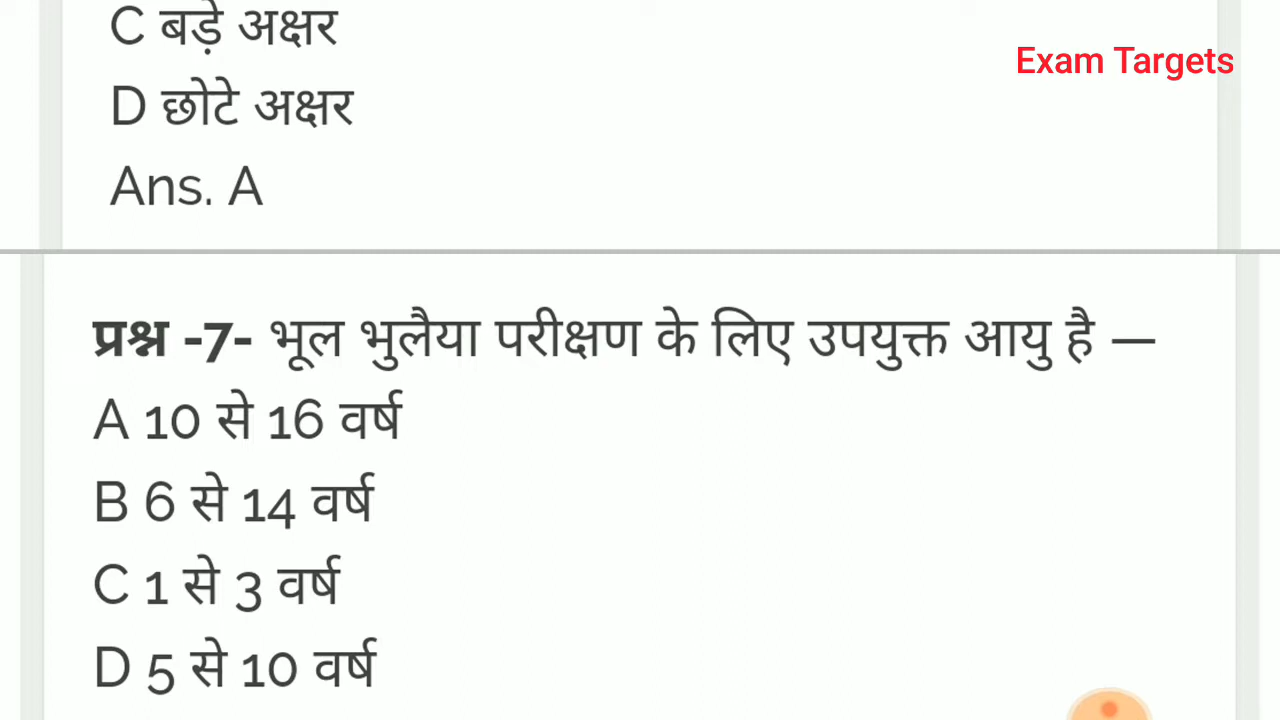 C बड़े अक्षर
Exam Targets
D छोटे अक्षर
Ans. A
प्रश्न -7- भूल भुलैया परीक्षण के लिए उपयुक्त आयु है —
A 10 से 16 वर्ष
B 6 से 14 वर्ष
C 1 से 3 वर्ष
D 5 से 10 वर्ष